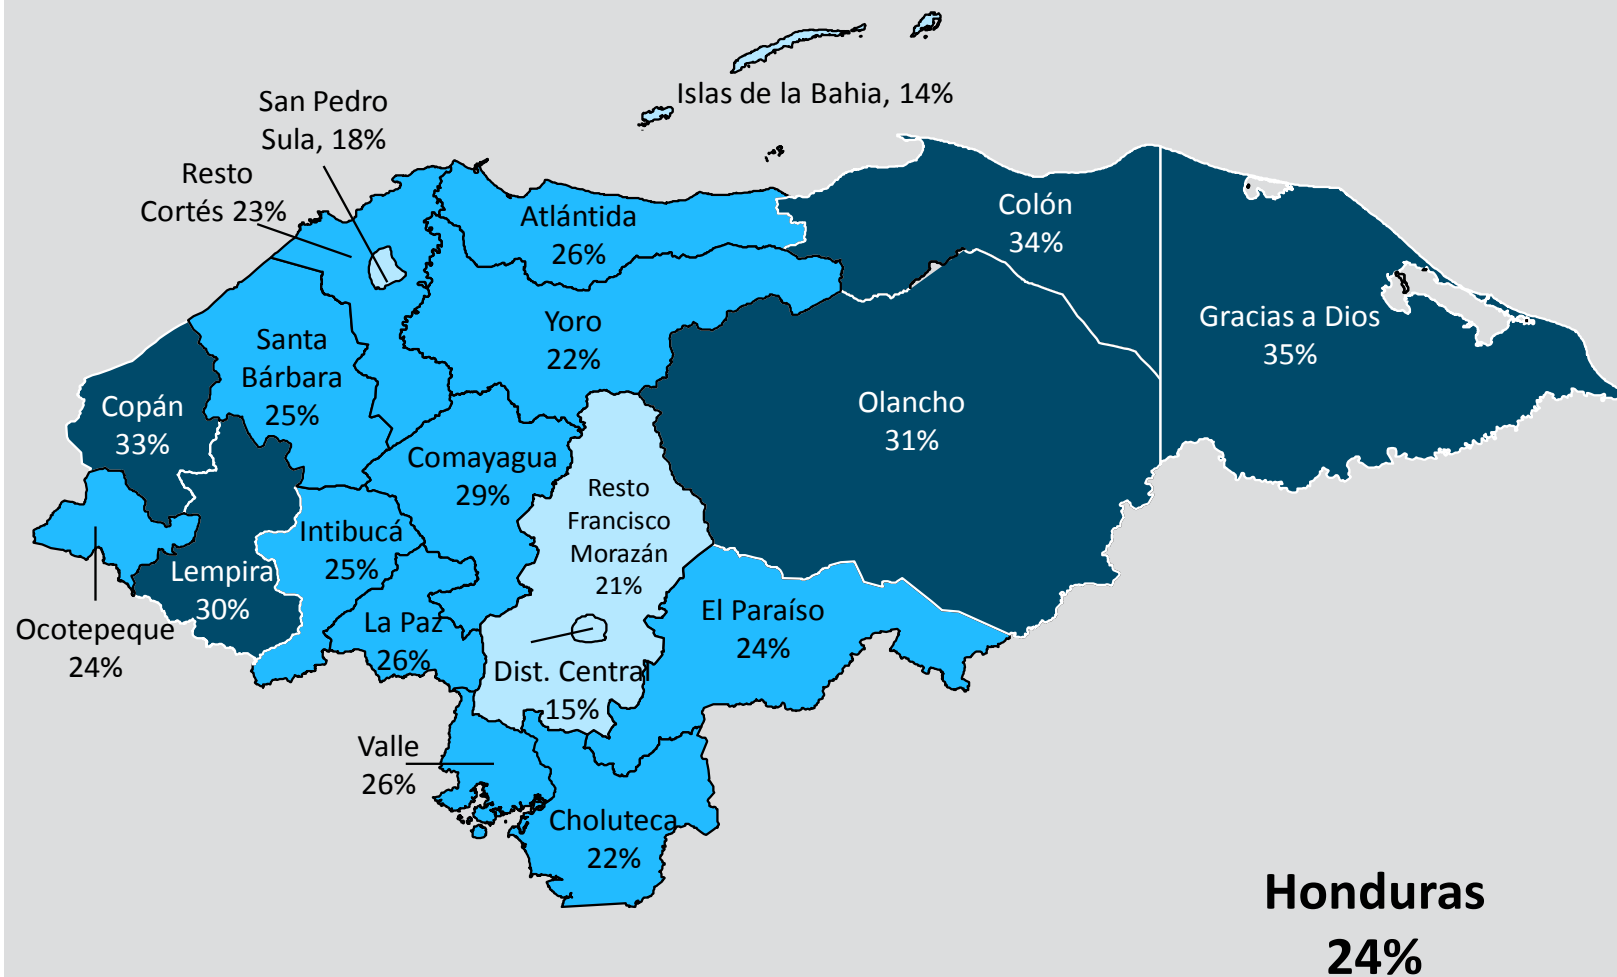 Islas de la Bahia, 14%
San Pedro
Sula, 18%
Resto
Cortés 23%
Atlántida
26%
Colón
34%
Gracias a Dios
35%
Yoro
22%
Santa
Bárbara
25%
Copán
33%
Olancho
31%
Comayagua
29%
Resto
Francisco
Morazán
21%
Intibucá
25%
Lempira
30%
Ocotepeque
24%
La Paz
26%
El Paraíso
24%
Dist. Central
15%
Valle
26%
Choluteca
22%
Honduras
24%